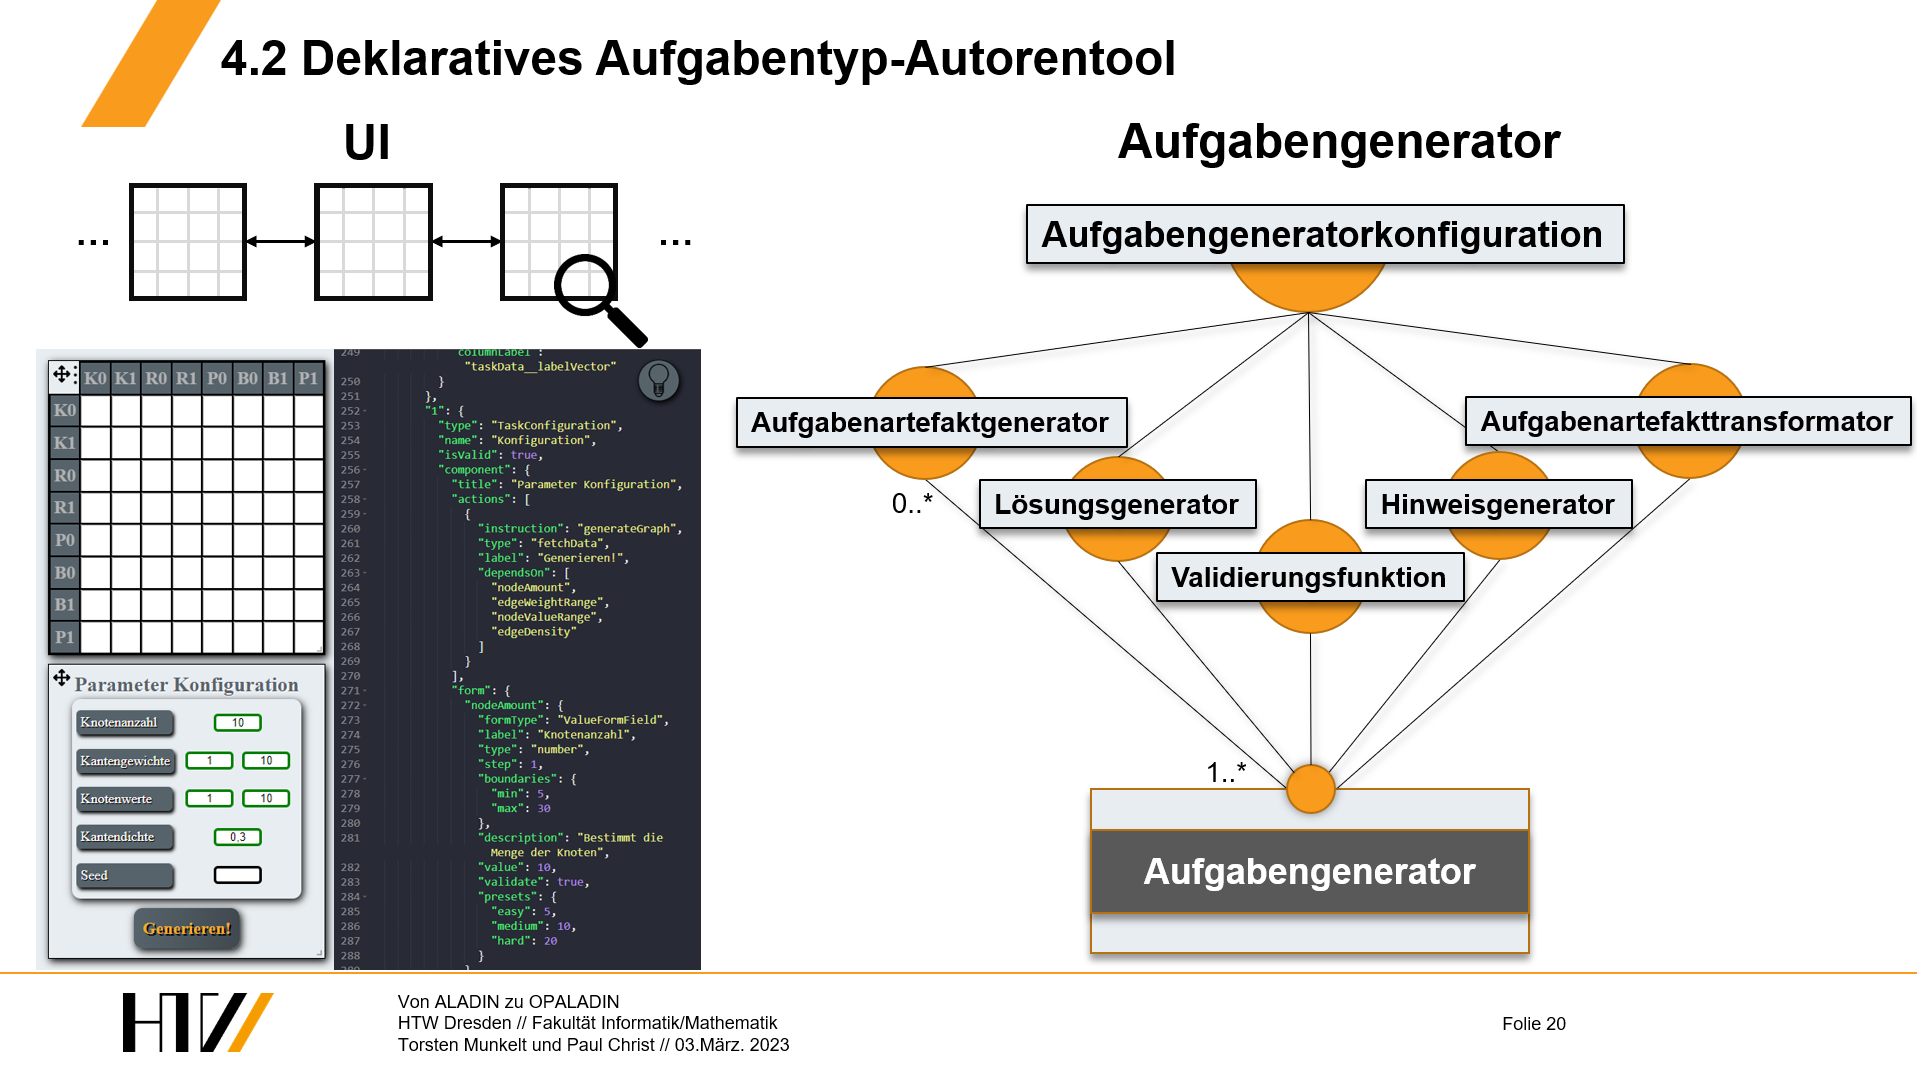 4.2 Deklaratives Aufgabentyp-Autorentool
UI
...
...
K0 K1 R0 R1 P0 B0 B1 P1
K0
K1
R0
R1
P0
B0
B1
P1
Parameter Konfiguration
Knotenanzahl 10
Kantengewichte 1 10
Knotenwerte 1 10
Kantendichte 0,3
Seed
Generieren!
249 columnLabel":
"taskData__labelVector"
250 }
251 },
252 "1": {
253 "type": "TaskConfiguration",
254 "name": "Konfiguration",
255 "isValid": true,
256 "component": {
257 "title": "Parameter Konfiguration",
258 "actions": [
259 {
260 "instruction": "generateGraph",
261 "type": "fetchData",
262 "label": "Generieren!",
263 "dependsOn": [
264 "nodeAmount",
265 "edgeWeightRange",
266 "nodeValueRange",
267 "edgeDensity"
268 ]
269 }
270 ],
271 "form": {
272 "nodeAmount": {
273 "formType": "ValueFormField",
274 "label": "Knotenanzahl",
275 "type": "number",
276 "step": 1,
277 "boundaries": {
278 "min": 5,
279 "max": 30
280 },
281 "description": "Bestimmt die
Menge der Knoten",
282 "value": 10,
283 "validate": true,
284 "presets": {
285 "easy": 5,
286 "medium": 10,
287 "hard": 20
288 }
289 }
Aufgabengenerator
Aufgabengeneratorkonfiguration
Aufgabenartefaktgenerator
Aufgabenartefakttransformator
0..*
Lösungsgenerator
Hinweisgenerator
Validierungsfunktion
1..*
Aufgabengenerator
HTW
Von ALADIN zu OPALADIN
HTW Dresden // Fakultät Informatik/Mathematik
Torsten Munkelt und Paul Christ // 03.März. 2023
Folie 20